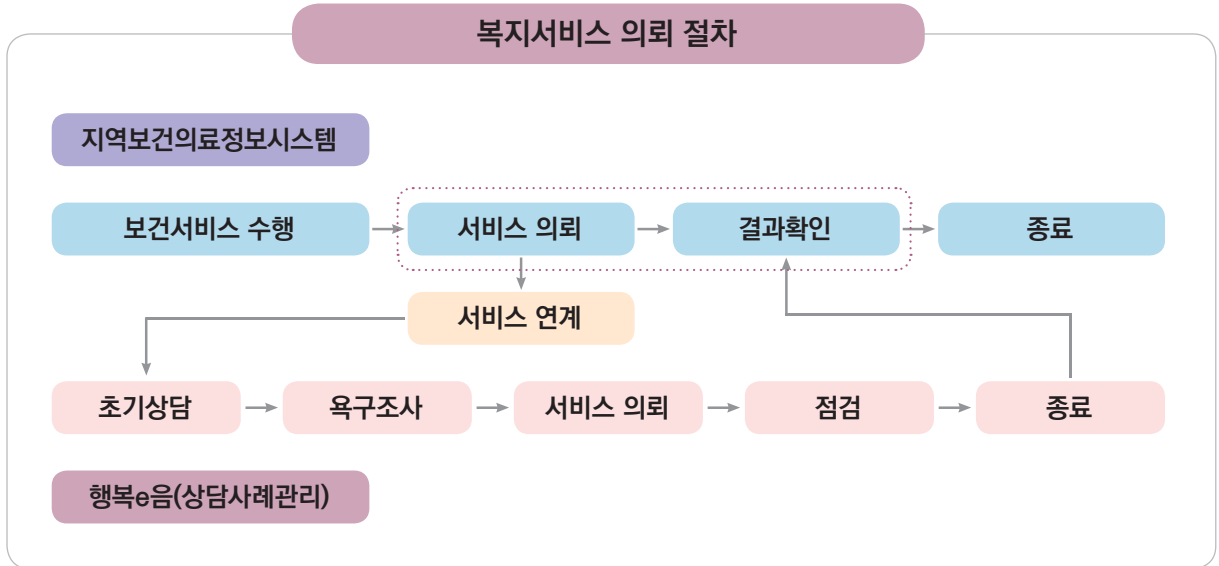 복지서비스 의뢰 절차
지역보건의료정보시스템
보건서비스 수행
서비스 의뢰
결과확인
종료
서비스 연계
초기상담
욕구조사
서비스 의뢰
점검
종료
행복e음(상담사례관리)